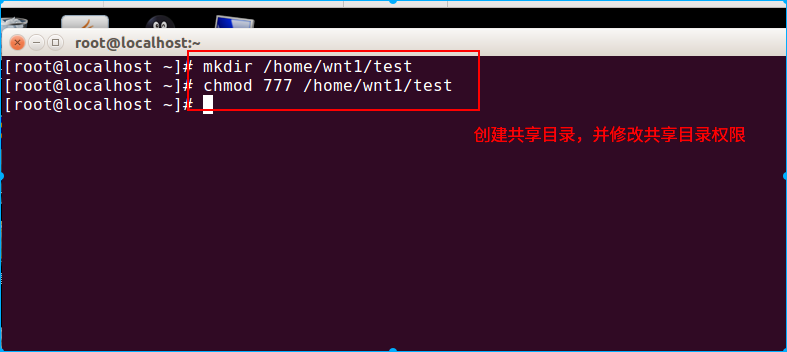 root@localhost:~
[root@localhost ~]# mkdir /home/wnt1/test
[root@localhost ~]# chmod 777 /home/wnt1/test
[root@localhost ~]#
创建共享目录，并修改共享目录权限